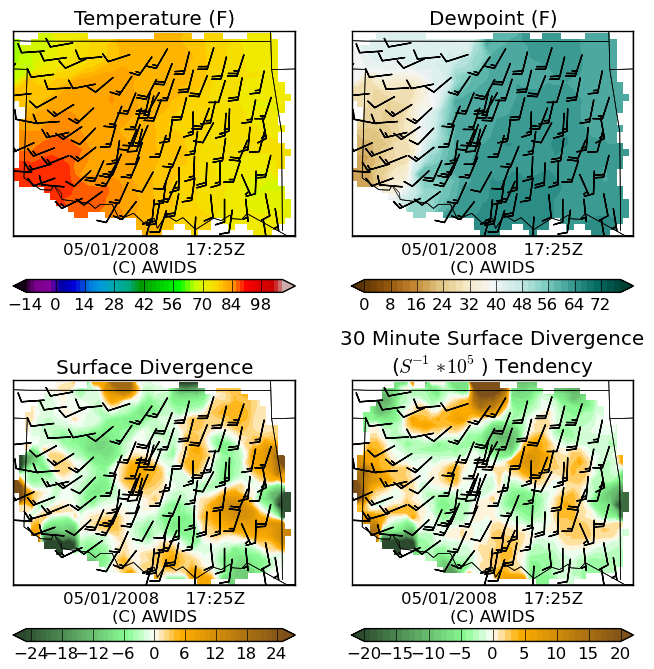 Temperature (F)
Dewpoint (F)
05/01/2008 17:25Z
(C) AWIDS
05/01/2008 17:25Z
(C) AWIDS
−14 0 14 28 42 56 70 84 98
0 8 16 24 32 40 48 56 64 72
Surface Divergence
30 Minute Surface Divergence
(S⁻¹ *10⁵ ) Tendency
05/01/2008 17:25Z
(C) AWIDS
05/01/2008 17:25Z
(C) AWIDS
−24 −18 −12 −6 0 6 12 18 24
−20 −15 −10 −5 0 5 10 15 20